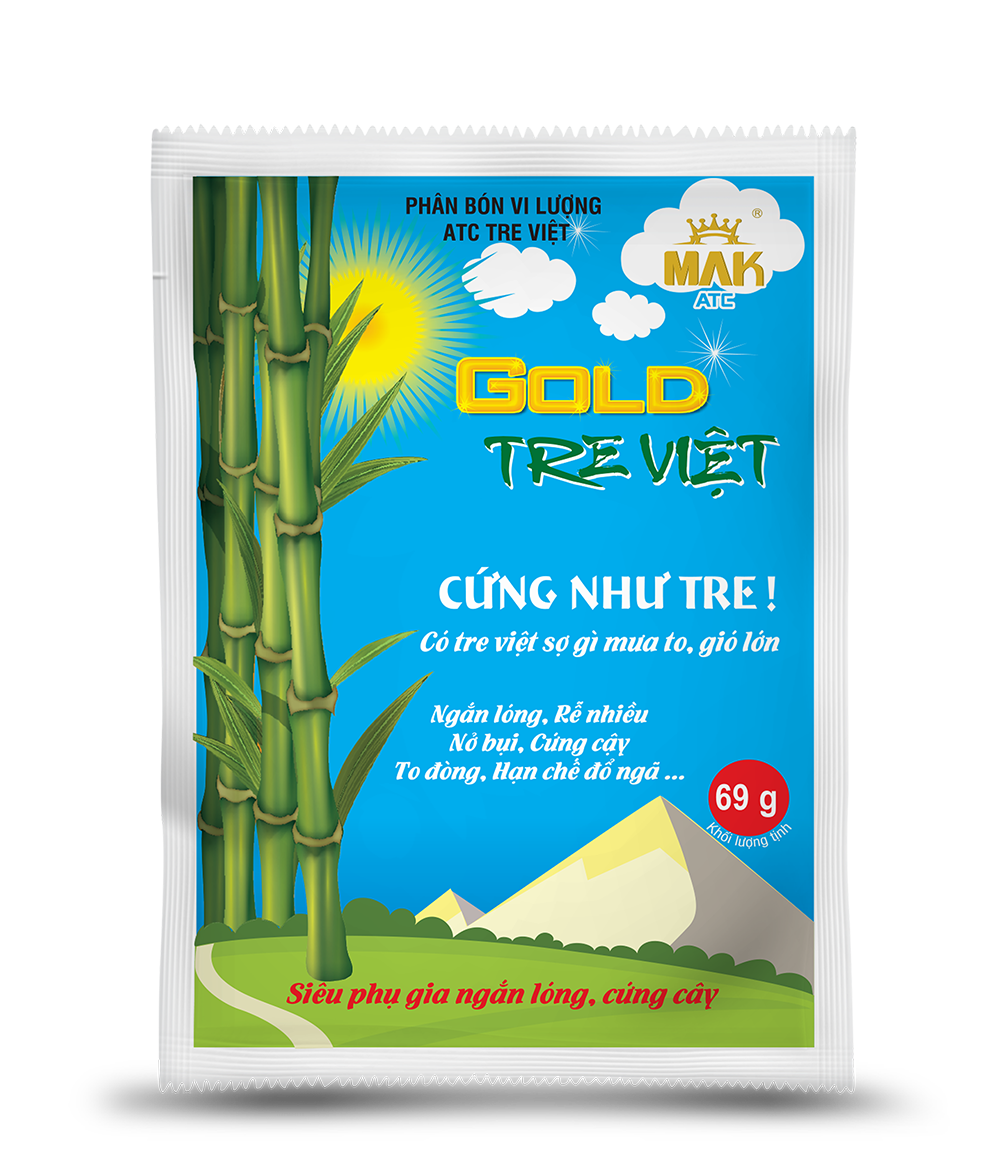 PHÂN BÓN VI LƯỢNG
ATC TRE VIỆT
MAK
®
ATC
GOLD
TRE VIỆT
CỨNG NHƯ TRE !
Có tre việt sợ gì mưa to, gió lớn
Ngắn lóng, Rễ nhiều
Nở bụi, Cứng cậy
To đòng, Hạn chế đổ ngã ...
69 g
Khối lượng tịnh
Siêu phụ gia ngắn lóng, cứng cây